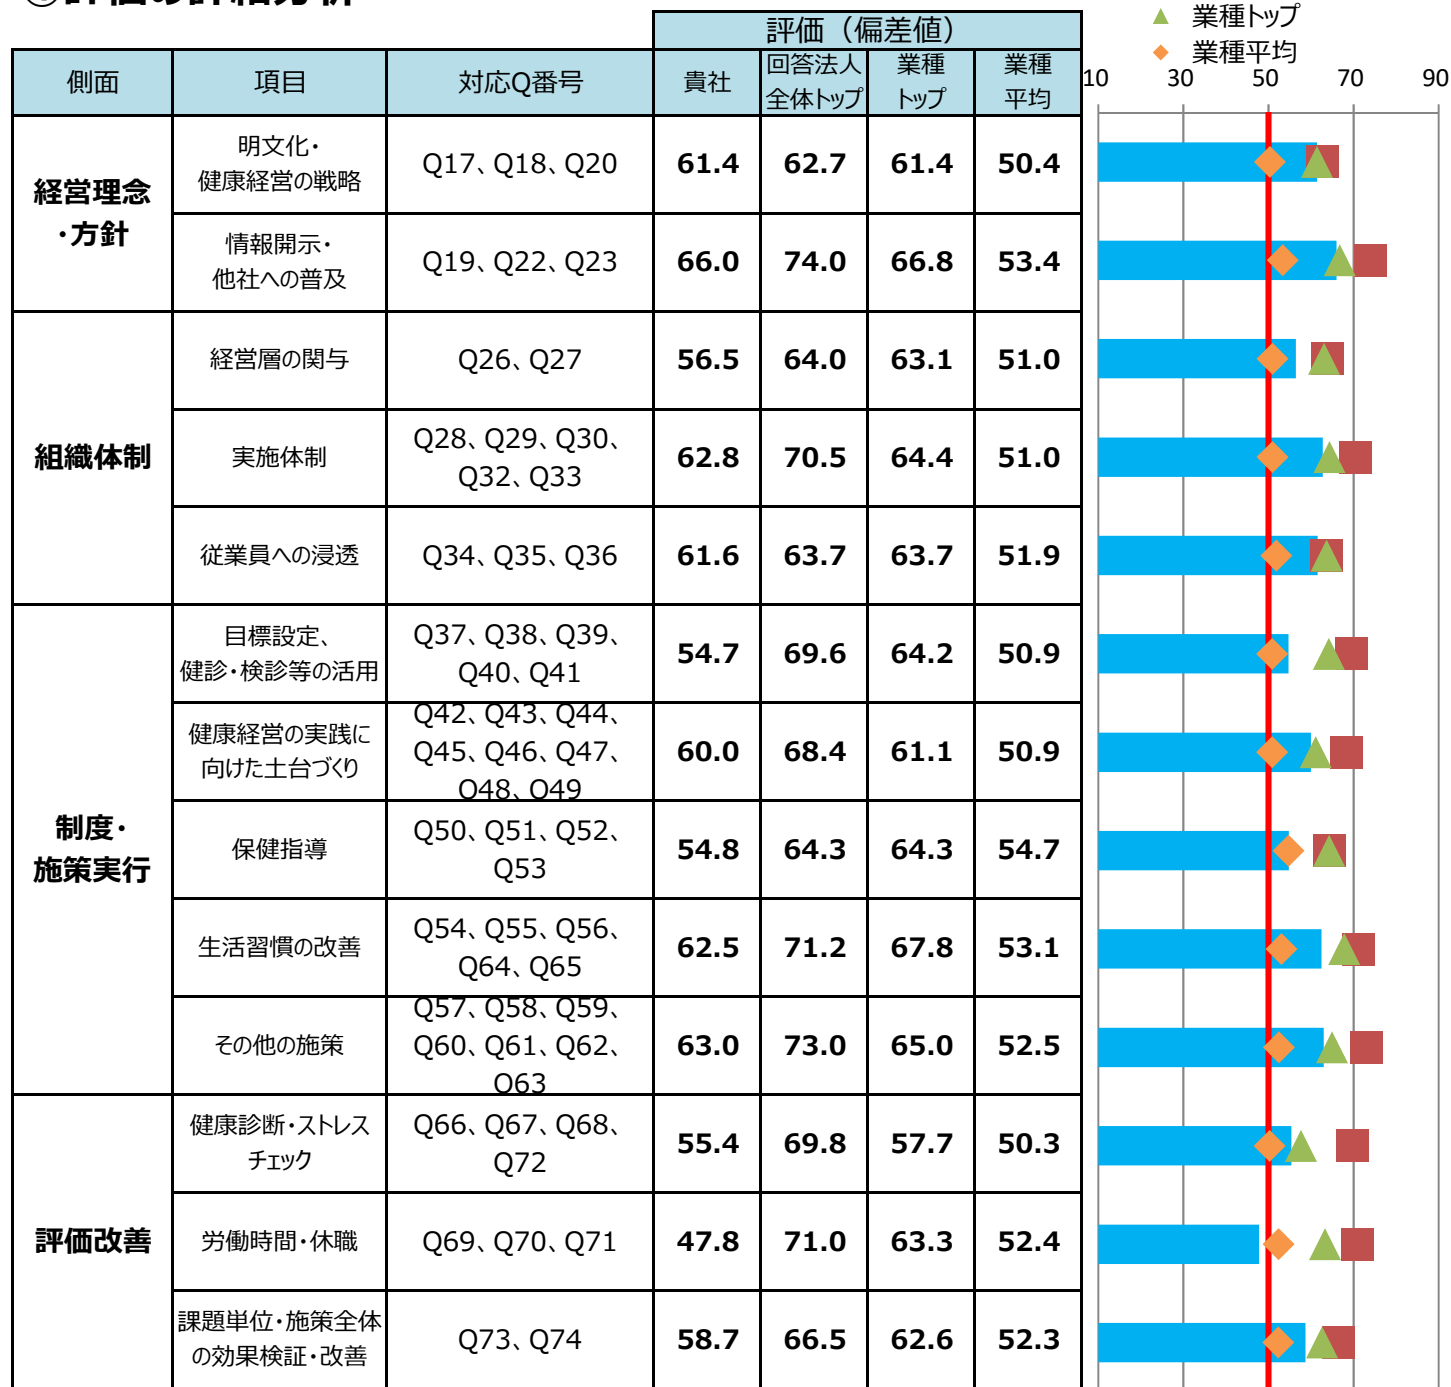 評価（偏差値）
▲ 業種トップ
◆ 業種平均
側面 項目 対応Q番号 貴社 回答法人全体トップ 業種トップ 業種平均
10 30 50 70 90
経営理念
・方針
明文化・
健康経営の戦略
Q17、Q18、Q20
61.4 62.7 61.4 50.4
情報開示・
他社への普及
Q19、Q22、Q23
66.0 74.0 66.8 53.4
組織体制
経営層の関与
Q26、Q27
56.5 64.0 63.1 51.0
実施体制
Q28、Q29、Q30、
Q32、Q33
62.8 70.5 64.4 51.0
従業員への浸透
Q34、Q35、Q36
61.6 63.7 63.7 51.9
制度・
施策実行
目標設定、
健診・検診等の活用
Q37、Q38、Q39、
Q40、Q41
54.7 69.6 64.2 50.9
健康経営の実践に
向けた土台づくり
Q42、Q43、Q44、
Q45、Q46、Q47、
Q48、Q49
60.0 68.4 61.1 50.9
保健指導
Q50、Q51、Q52、
Q53
54.8 64.3 64.3 54.7
生活習慣の改善
Q54、Q55、Q56、
Q64、Q65
62.5 71.2 67.8 53.1
その他の施策
Q57、Q58、Q59、
Q60、Q61、Q62、
Q63
63.0 73.0 65.0 52.5
評価改善
健康診断・ストレス
チェック
Q66、Q67、Q68、
Q72
55.4 69.8 57.7 50.3
労働時間・休職
Q69、Q70、Q71
47.8 71.0 63.3 52.4
課題単位・施策全体
の効果検証・改善
Q73、Q74
58.7 66.5 62.6 52.3